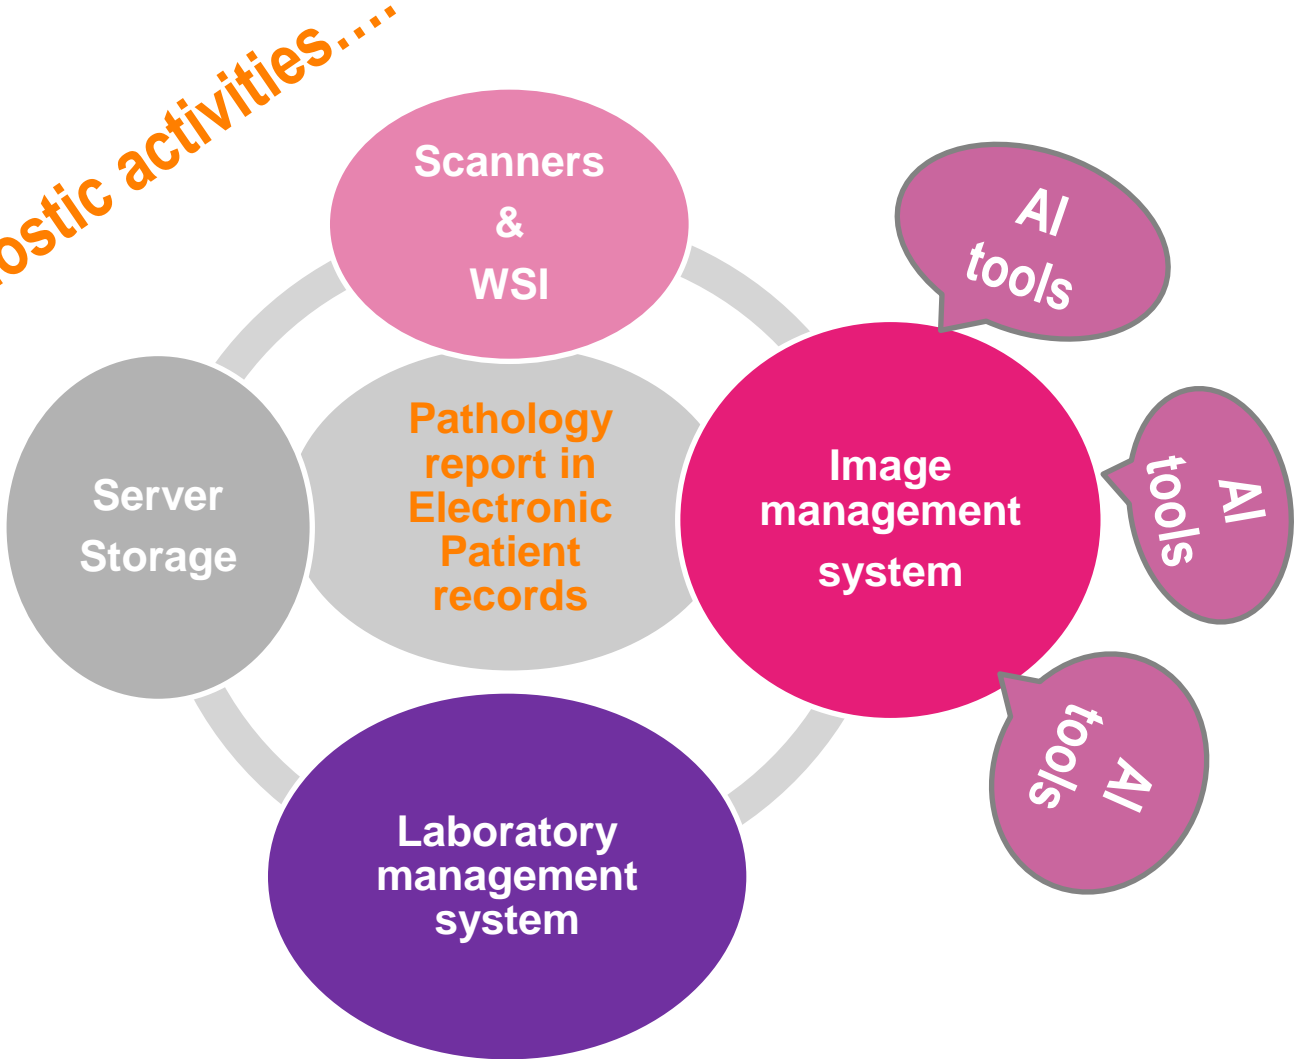 activities....
Scanners
&
WSI
AI
tools
Pathology
report in
Electronic
Patient
records
Image
management
system
AI
tools
Server
Storage
AI
tools
Laboratory
management
system